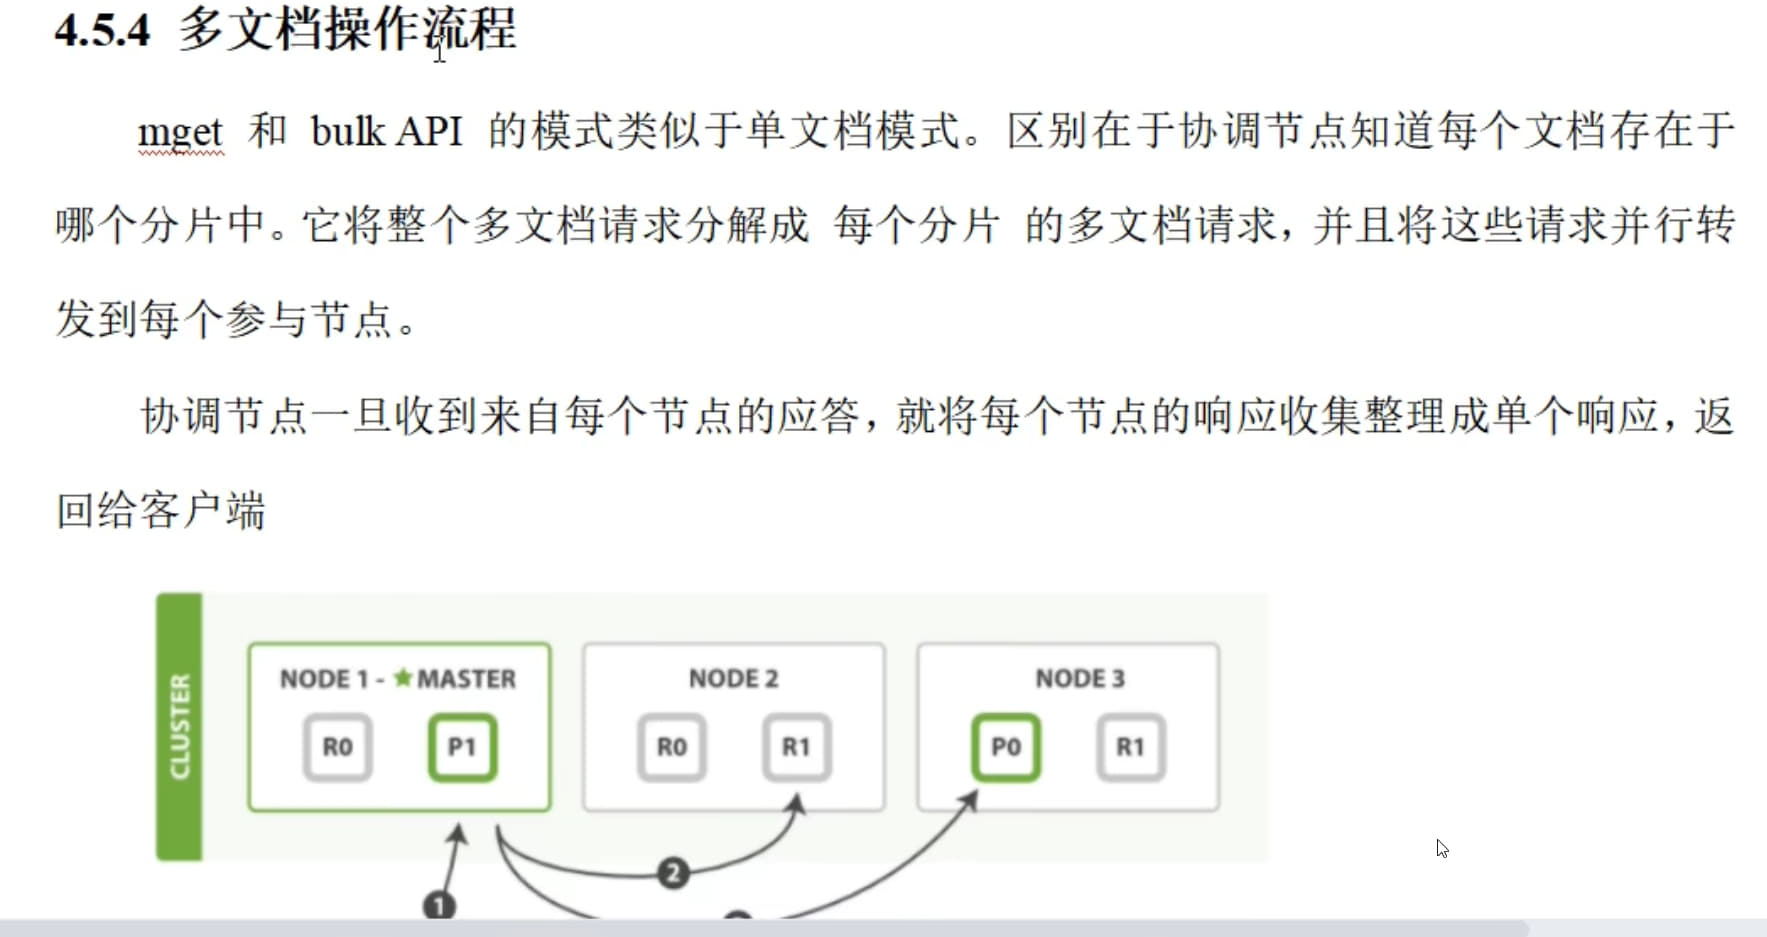 4.5.4 多文档操作流程
mget 和 bulk API 的模式类似于单文档模式。区别在于协调节点知道每个文档存在于
哪个分片中。它将整个多文档请求分解成 每个分片 的多文档请求，并且将这些请求并行转
发到每个参与节点。
协调节点一旦收到来自每个节点的应答，就将每个节点的响应收集整理成单个响应，返
回给客户端
CLUSTER
NODE 1 - ★ MASTER
R0 P1
NODE 2
R0 R1
NODE 3
P0 R1
2
1